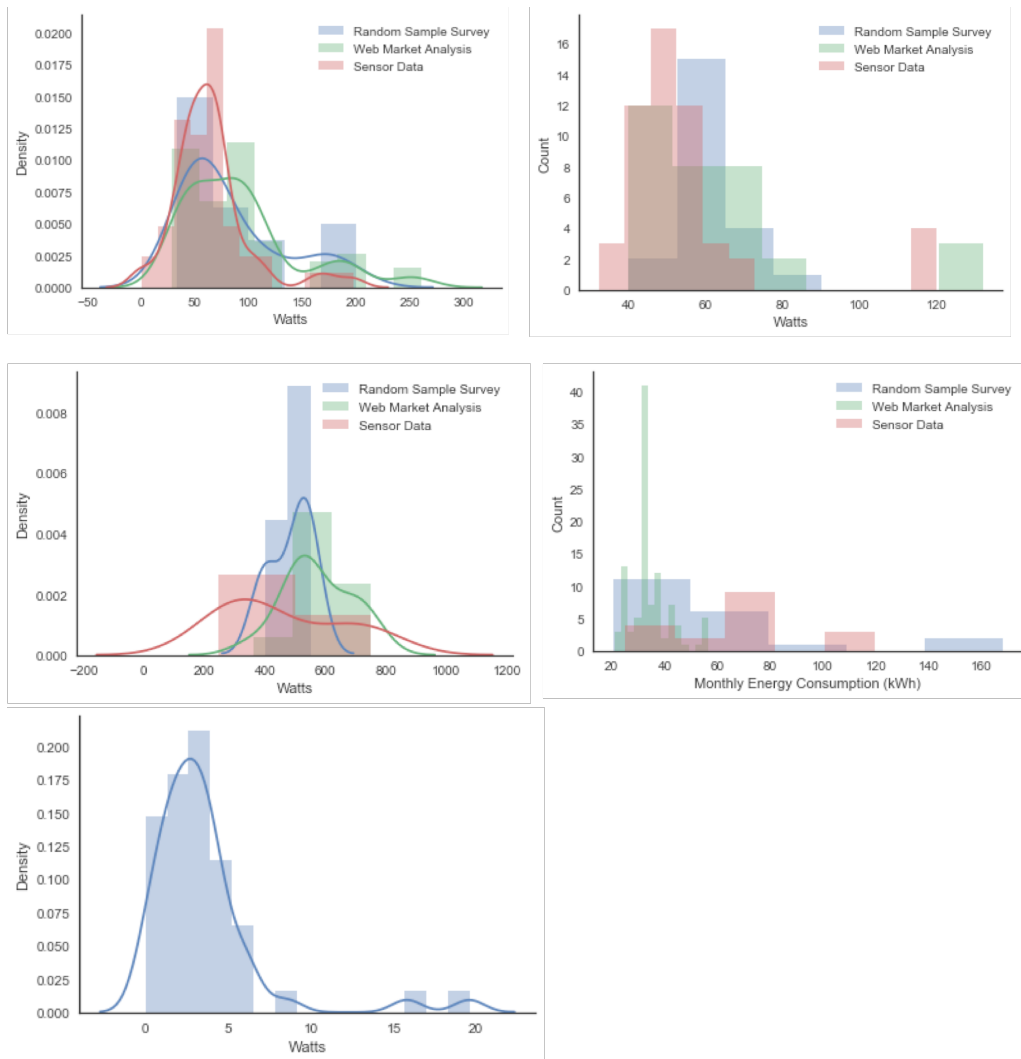 0.0200
0.0175
0.0150
0.0125
0.0100
0.0075
0.0050
0.0025
0.0000
Density
Random Sample Survey
Web Market Analysis
Sensor Data
-50 0 50 100 150 200 250 300
Watts
16
14
12
10
8
6
4
2
0
Count
Random Sample Survey
Web Market Analysis
Sensor Data
40 60 80 100 120
Watts
0.008
0.006
0.004
0.002
0.000
Density
Random Sample Survey
Web Market Analysis
Sensor Data
-200 0 200 400 600 800 1000 1200
Watts
40
35
30
25
20
15
10
5
0
Count
Random Sample Survey
Web Market Analysis
Sensor Data
20 40 60 80 100 120 140 160
Monthly Energy Consumption (kWh)
0.200
0.175
0.150
0.125
0.100
0.075
0.050
0.025
0.000
Density
0 5 10 15 20
Watts